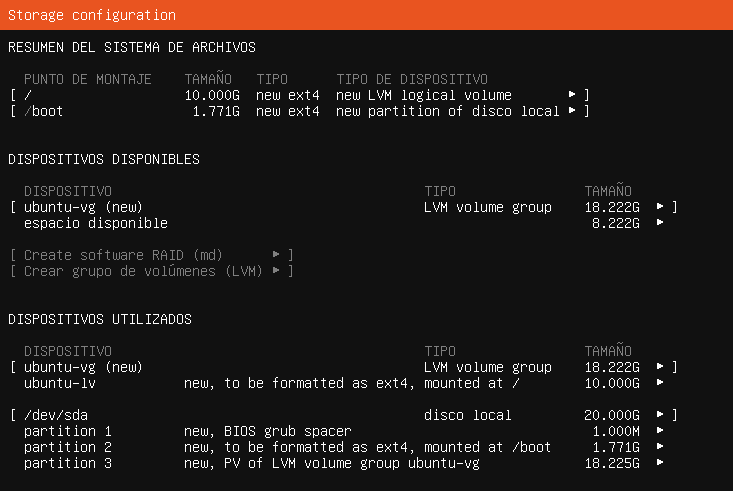 Storage configuration
RESUMEN DEL SISTEMA DE ARCHIVOS
PUNTO DE MONTAJE TAMAÑO TIPO TIPO DE DISPOSITIVO
[ / 10.000G new ext4 new LVM logical volume ▸ ]
[ /boot 1.771G new ext4 new partition of disco local ▸ ]
DISPOSITIVOS DISPONIBLES
DISPOSITIVO TIPO TAMAÑO
[ ubuntu-vg (new) LVM volume group 18.222G ▸ ]
espacio disponible 8.222G ▸
[ Create software RAID (md) ▸ ]
[ Crear grupo de volúmenes (LVM) ▸ ]
DISPOSITIVOS UTILIZADOS
DISPOSITIVO TIPO TAMAÑO
[ ubuntu-vg (new) LVM volume group 18.222G ▸ ]
ubuntu-lv new, to be formatted as ext4, mounted at / 10.000G ▸
[ /dev/sda disco local 20.000G ▸ ]
partition 1 new, BIOS grub spacer 1.000M ▸
partition 2 new, to be formatted as ext4, mounted at /boot 1.771G ▸
partition 3 new, PV of LVM volume group ubuntu-vg 18.225G ▸